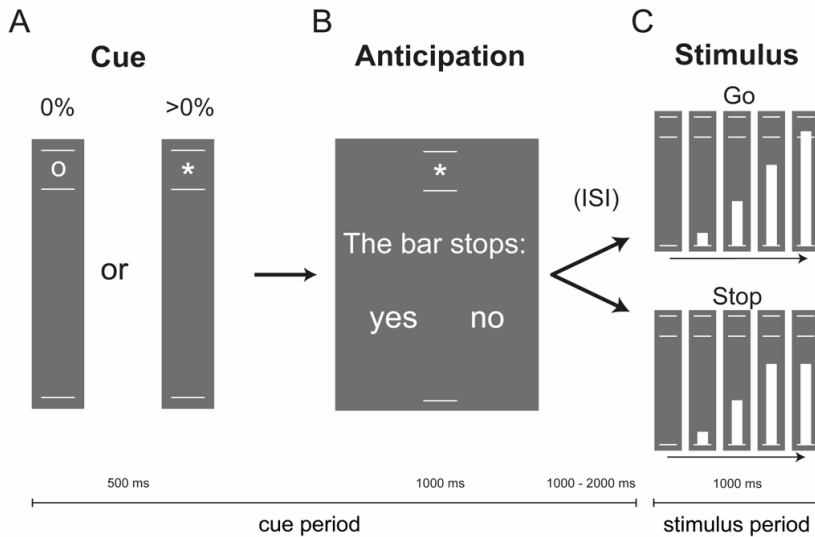 A
Cue
0%
>0%
o
*
or
B
Anticipation
*
The bar stops:
yes no
(ISI)
C
Stimulus
Go
Stop
500 ms
1000 ms
1000 - 2000 ms
1000 ms
cue period
stimulus period